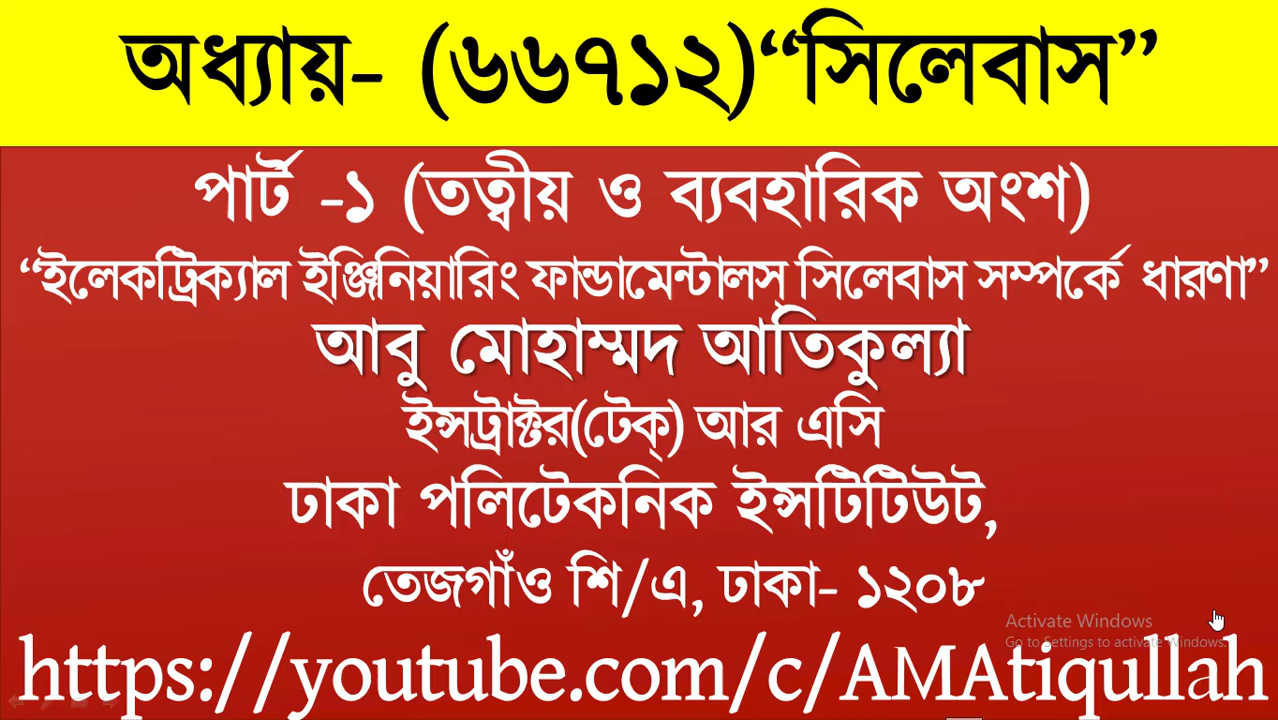 অধ্যায়- (৬৬৭১২)“সিলেবাস”
পার্ট -১ (তত্বীয় ও ব্যবহারিক অংশ)
“ইলেকট্রিক্যাল ইঞ্জিনিয়ারিং ফান্ডামেন্টালস্ সিলেবাস সম্পর্কে ধারণা”
আবু মোহাম্মদ আতিকুল্যা
ইন্সট্রাক্টর(টেক্) আর এসি
ঢাকা পলিটেকনিক ইন্সটিটিউট,
তেজগাঁও শি/এ, ঢাকা- ১২০৮
Activate Windows
Go to Settings to activate Windows.
https://youtube.com/c/AMAtiqullah